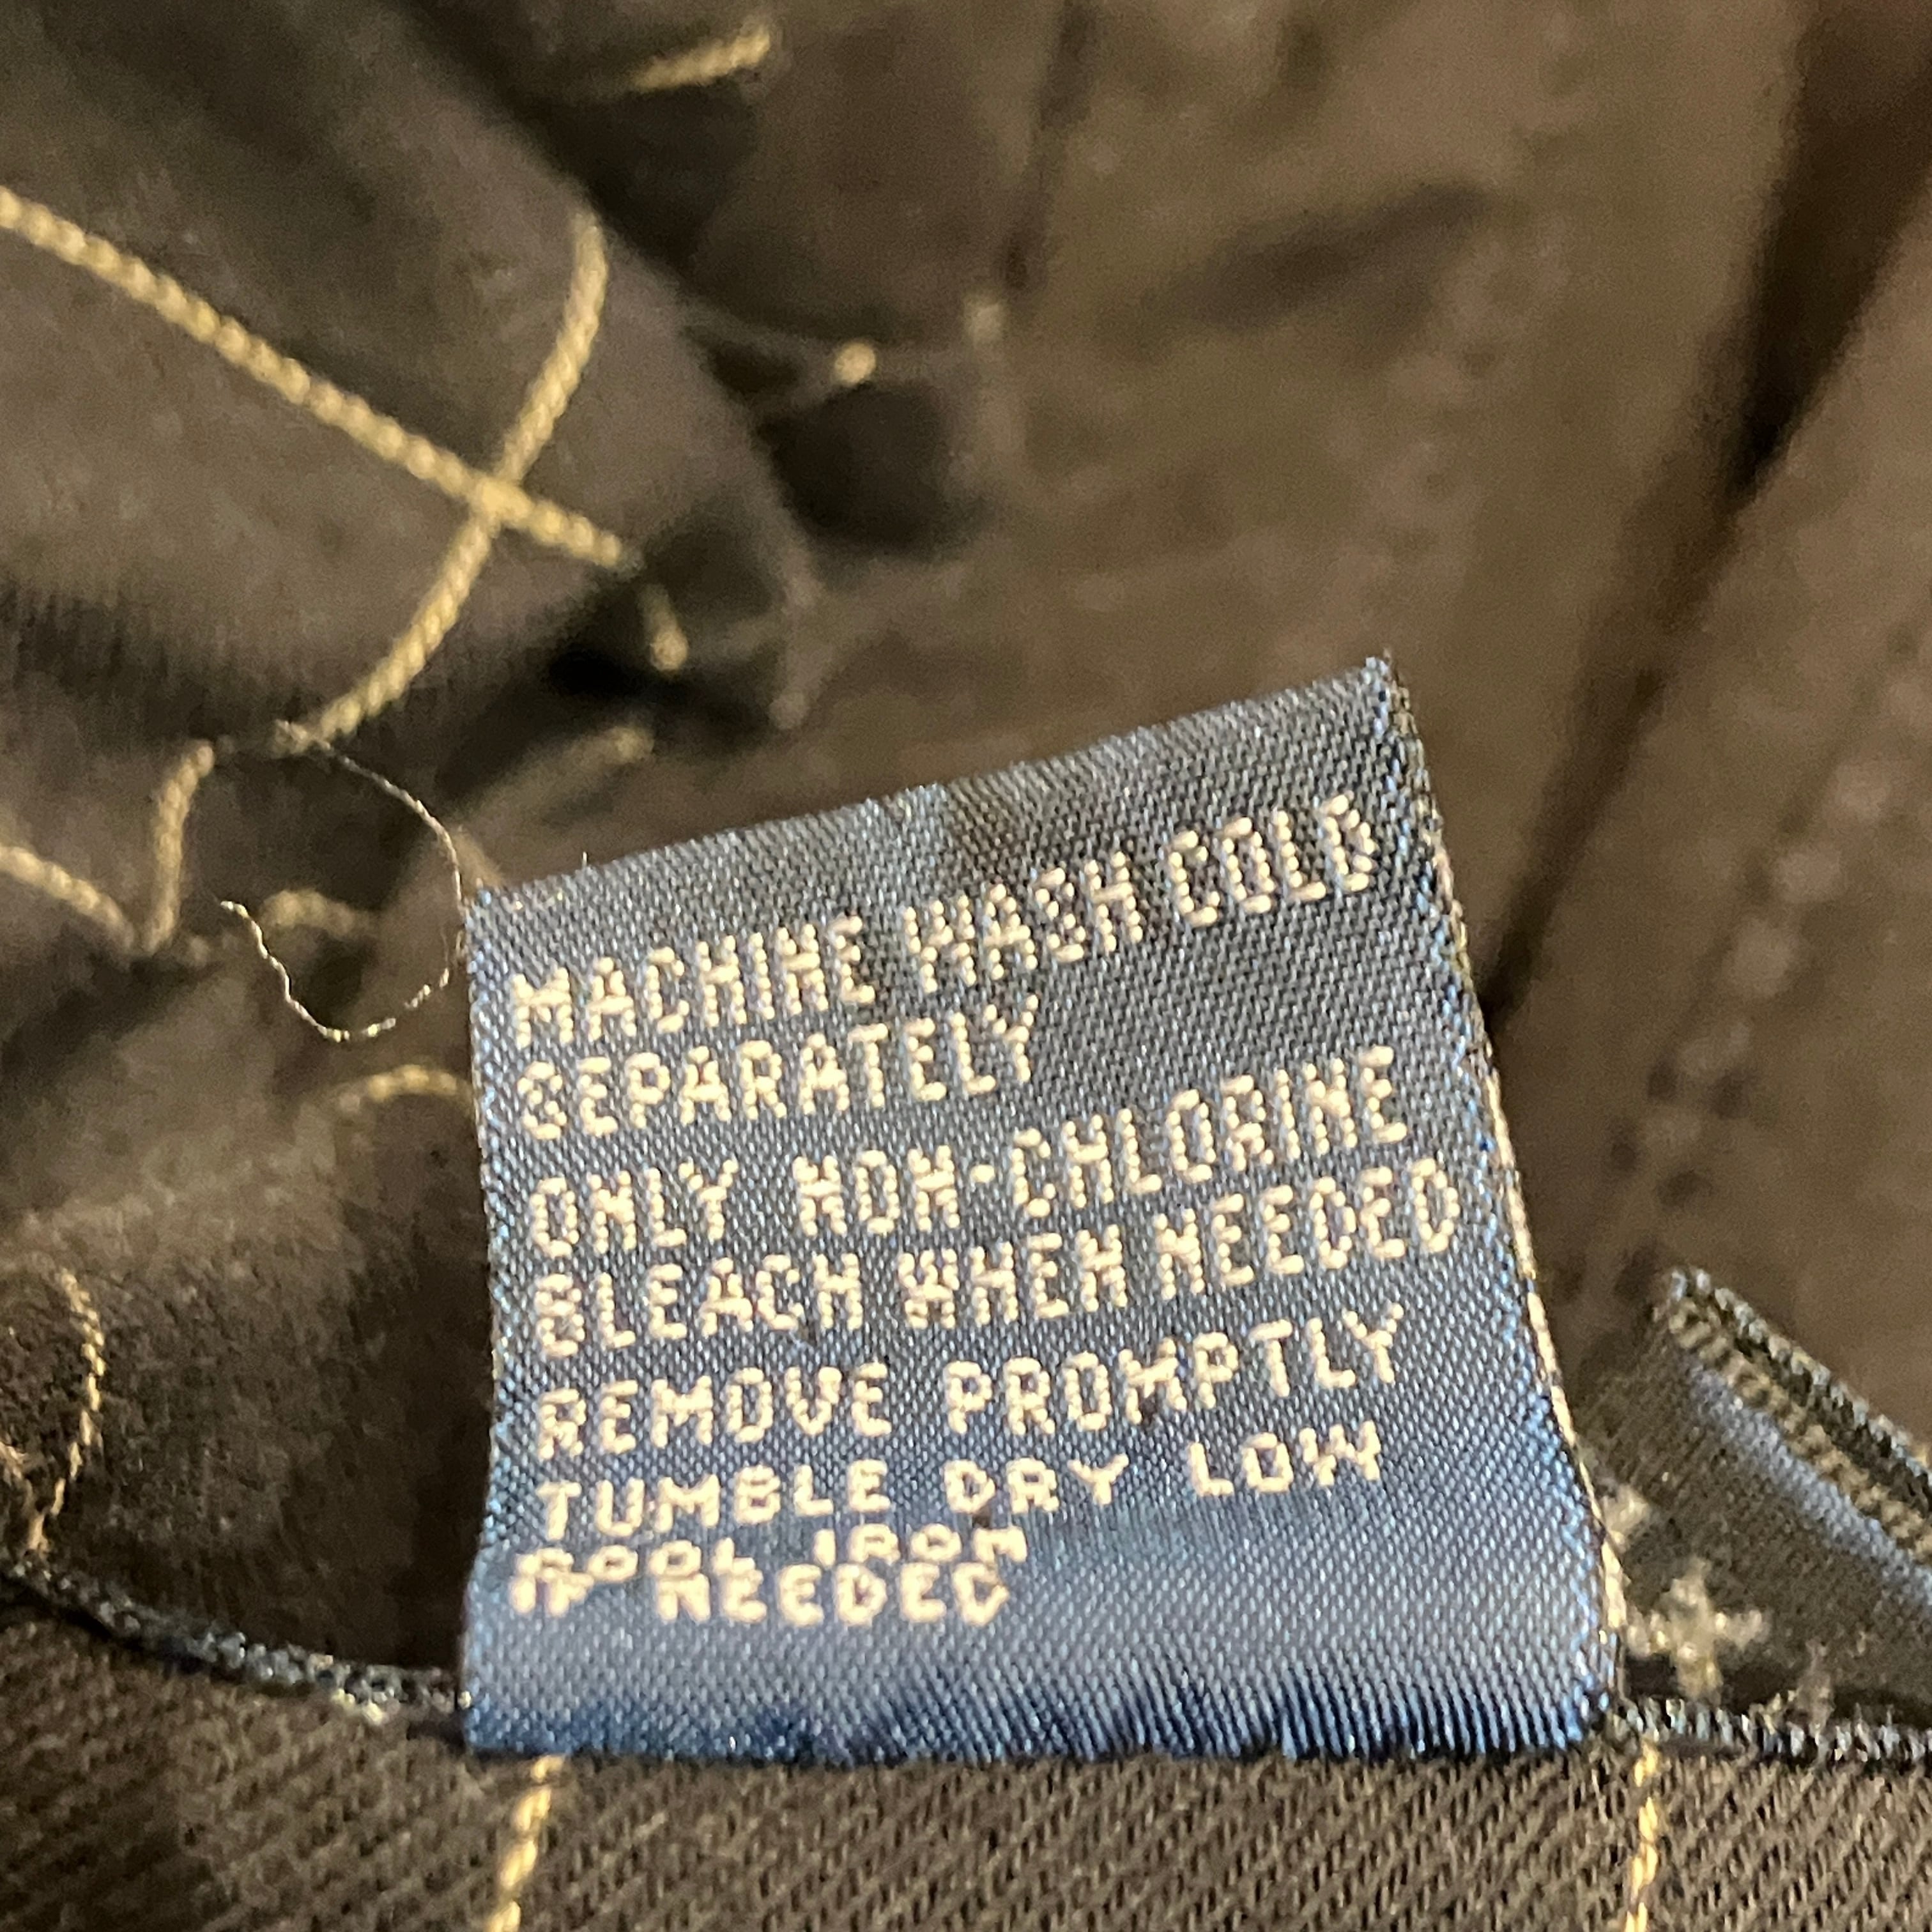 MACHINE WASH COLD
SEPARATELY
ONLY NON-CHLORINE
BLEACH WHEN NEEDED
REMOVE PROMPTLY
TUMBLE DRY LOW
COOL IRON
IF NEEDED